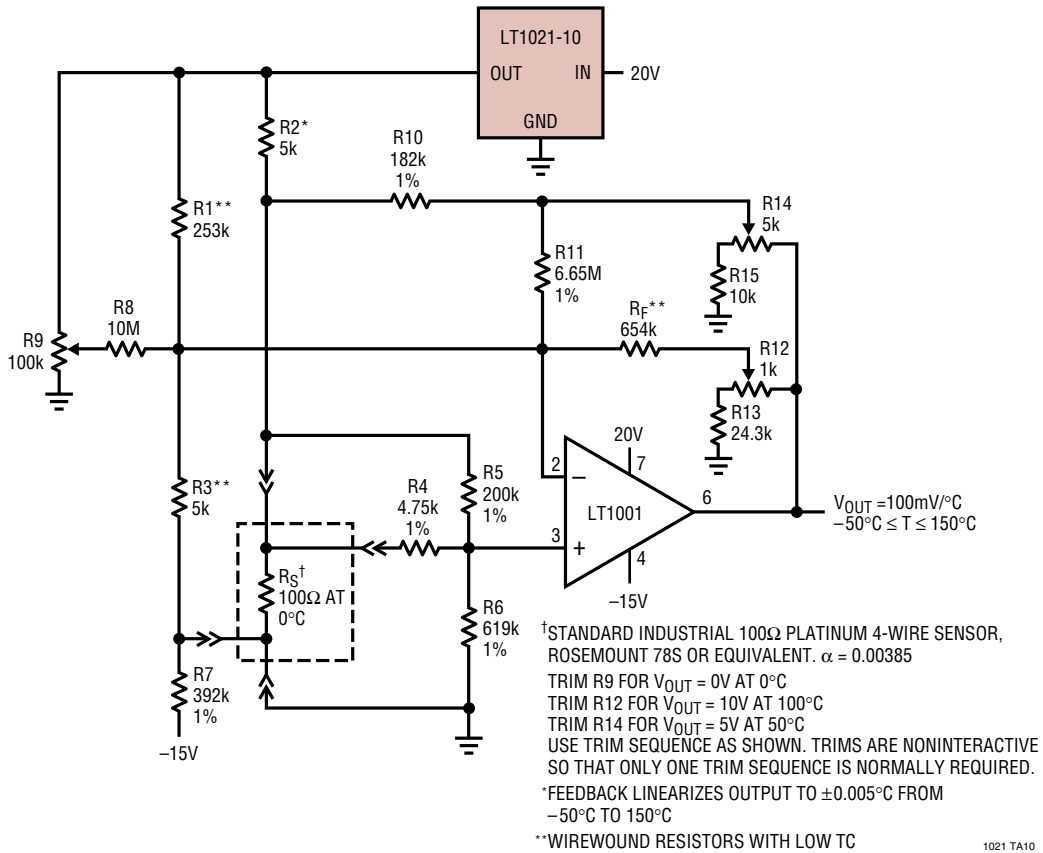 LT1021-10
OUT IN
20V
GND
R2*
5k
R10
182k
1%
R14
5k
R1**
253k
R11
6.65M
1%
R15
10k
R8
10M
RF**
654k
R9
100k
R12
1k
R13
24.3k
20V
R3**
5k
R4
4.75k
1%
R5
200k
1%
2
–
7
LT1001
6
3
+
4
–15V
VOUT =100mV/°C
–50°C ≤ T ≤ 150°C
RS†
100Ω AT
0°C
R6
619k
1%
R7
392k
1%
–15V
†STANDARD INDUSTRIAL 100Ω PLATINUM 4-WIRE SENSOR,
ROSEMOUNT 78S OR EQUIVALENT. α = 0.00385
TRIM R9 FOR VOUT = 0V AT 0°C
TRIM R12 FOR VOUT = 10V AT 100°C
TRIM R14 FOR VOUT = 5V AT 50°C
USE TRIM SEQUENCE AS SHOWN. TRIMS ARE NONINTERACTIVE
SO THAT ONLY ONE TRIM SEQUENCE IS NORMALLY REQUIRED.
*FEEDBACK LINEARIZES OUTPUT TO ±0.005°C FROM
–50°C TO 150°C
**WIREWOUND RESISTORS WITH LOW TC
1021 TA10